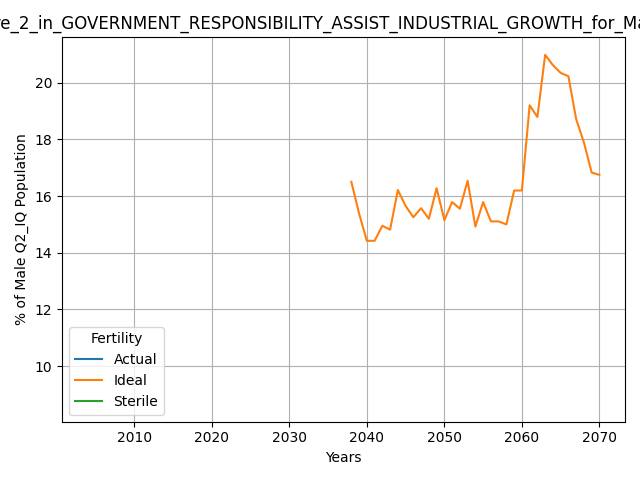 e_2_in_GOVERNMENT_RESPONSIBILITY_ASSIST_INDUSTRIAL_GROWTH_for_Ma
% of Male Q2_IQ Population
20
18
16
14
12
10
Fertility
Actual
Ideal
Sterile
2010 2020 2030 2040 2050 2060 2070
Years